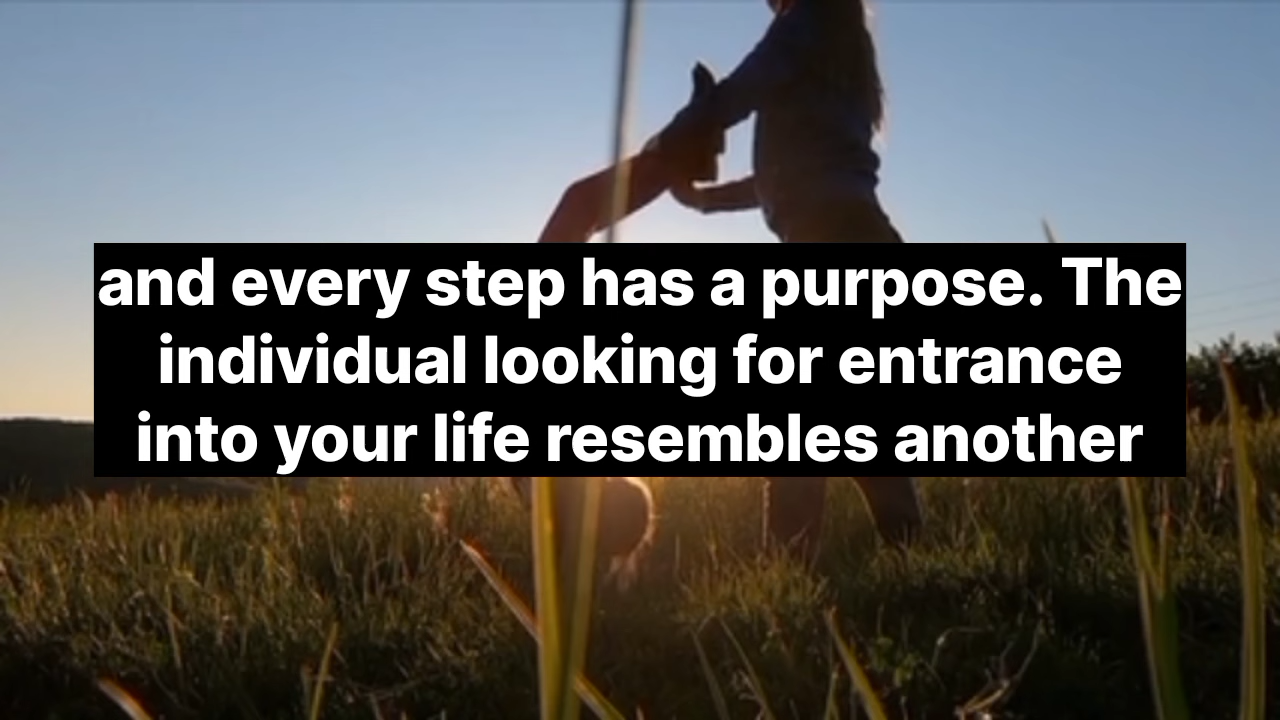 and every step has a purpose. The
individual looking for entrance
into your life resembles another